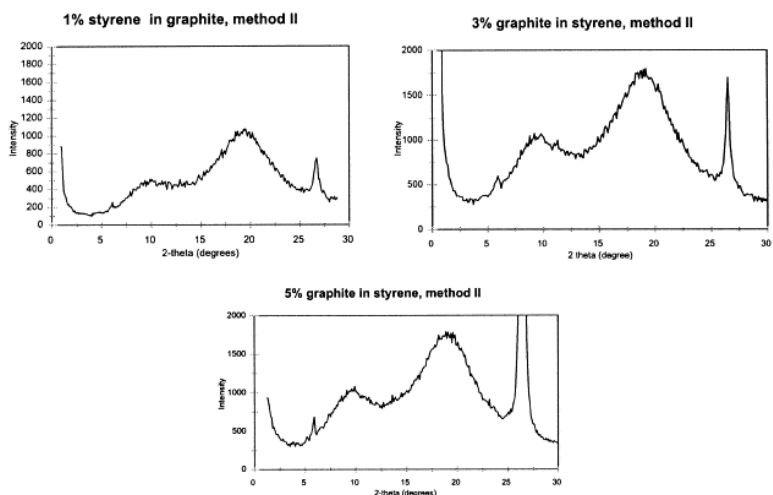 1% styrene in graphite, method II
2000
1800
1600
1400
1200
1000
800
600
400
200
0
Intensity
0 5 10 15 20 25 30
2-theta (degrees)
3% graphite in styrene, method II
2000
1500
1000
500
0
Intensity
0 5 10 15 20 25 30
2 theta (degree)
5% graphite in styrene, method II
2000
1500
1000
500
0
Intensity
0 5 10 15 20 25 30
2-theta (degrees)